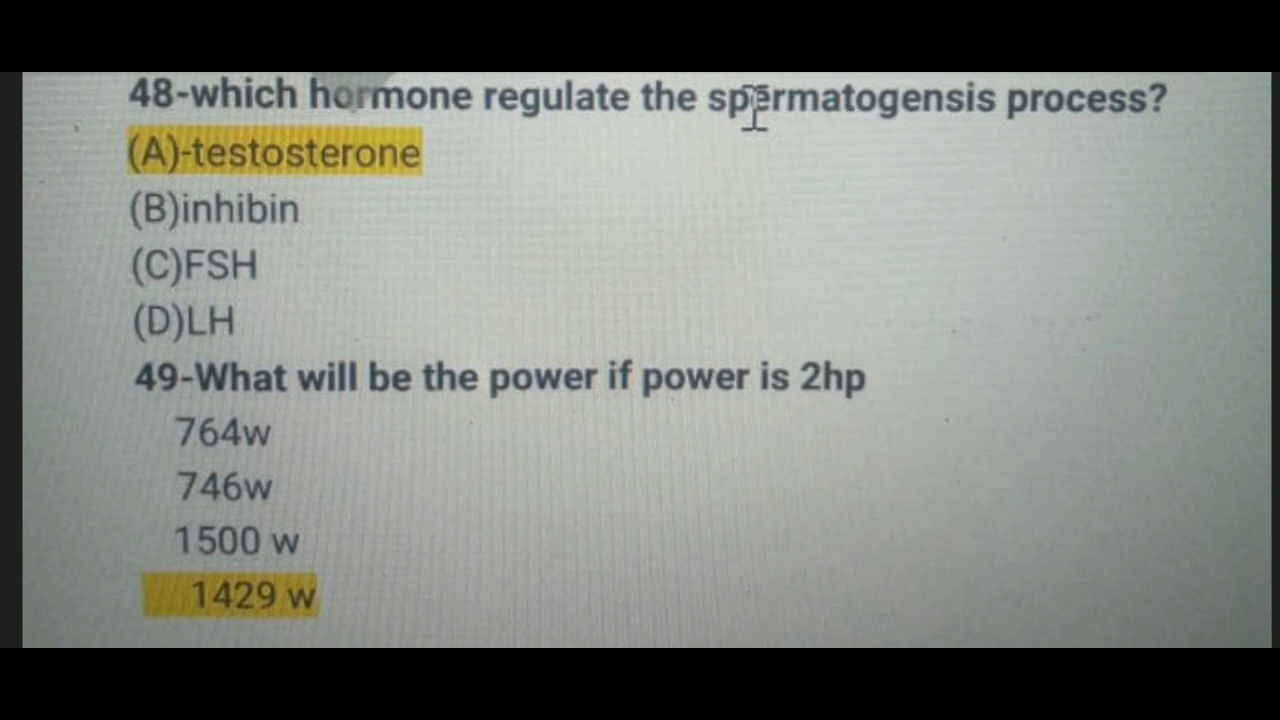 48-which hormone regulate the spermatogensis process?
(A)-testosterone
(B)inhibin
(C)FSH
(D)LH
49-What will be the power if power is 2hp
764w
746w
1500 w
1429 w